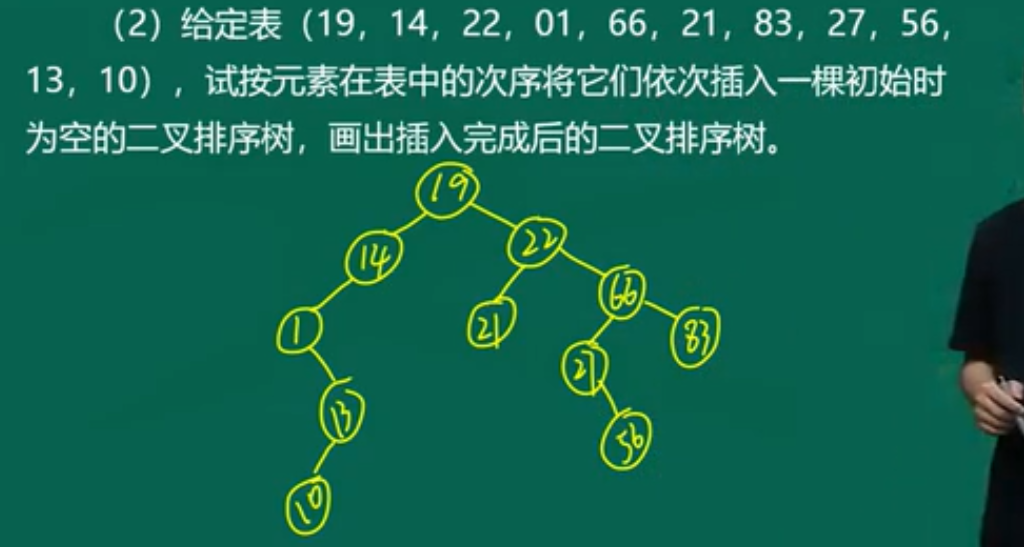 （2）给定表（19，14，22，01，66，21，83，27，56，
13，10），试按元素在表中的次序将它们依次插入一棵初始时
为空的二叉排序树，画出插入完成后的二叉排序树。
19
14 22
1 21 66 83
13 27
10 56